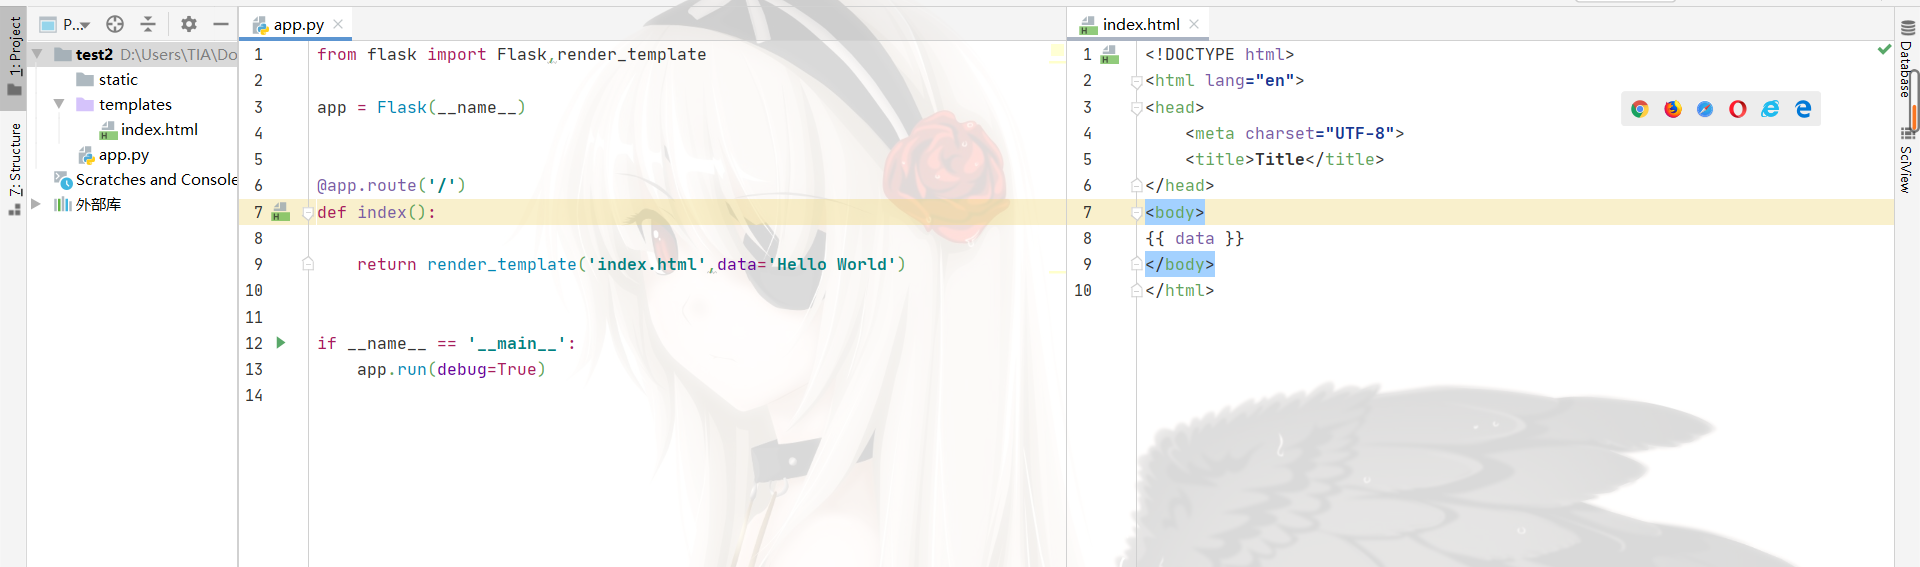 1: Project
Z: Structure
P...
test2 D:\Users\TIA\Do
static
templates
index.html
app.py
Scratches and Console
外部库
app.py
1 from flask import Flask,render_template
2
3 app = Flask(__name__)
4
5
6 @app.route('/')
7 def index():
8
9     return render_template('index.html',data='Hello World')
10
11
12 if __name__ == '__main__':
13     app.run(debug=True)
14
index.html
1 <!DOCTYPE html>
2 <html lang="en">
3 <head>
4     <meta charset="UTF-8">
5     <title>Title</title>
6 </head>
7 <body>
8 {{ data }}
9 </body>
10 </html>
Database
SciView